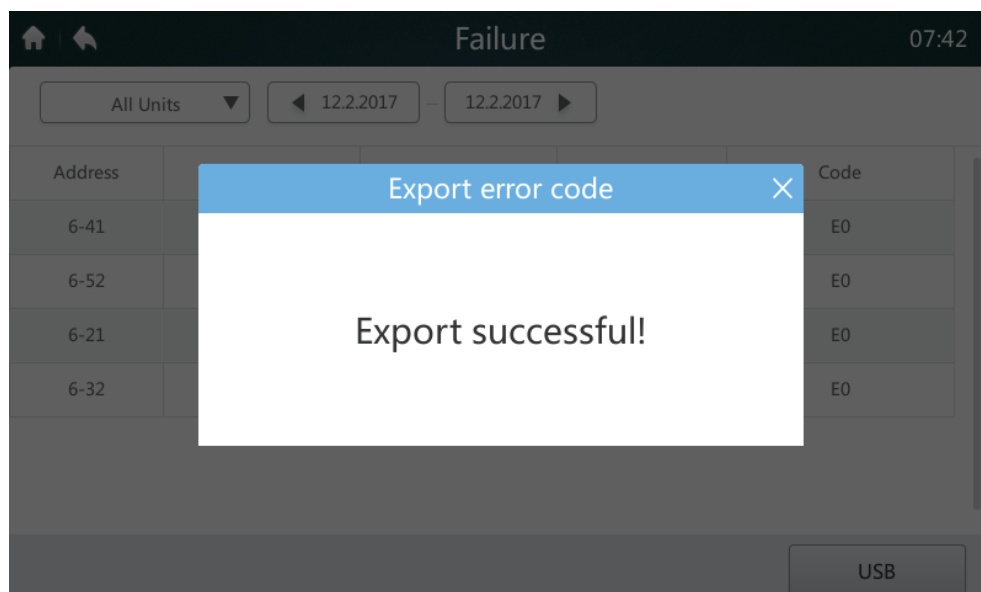 Failure 07:42
All Units 12.2.2017 – 12.2.2017
Address Code
Export error code
6-41 E0
6-52 E0
Export successful!
6-21 E0
6-32 E0
USB